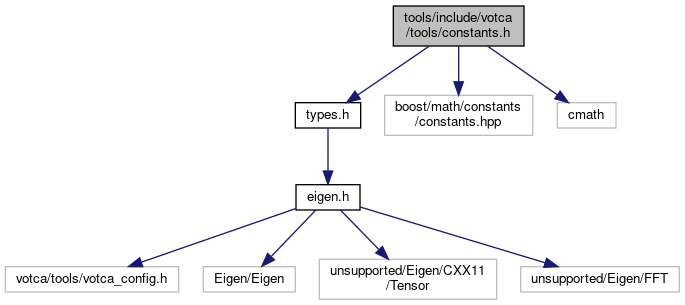 tools/include/votca
/tools/constants.h
types.h
boost/math/constants
/constants.hpp
cmath
eigen.h
votca/tools/votca_config.h
Eigen/Eigen
unsupported/Eigen/CXX11
/Tensor
unsupported/Eigen/FFT